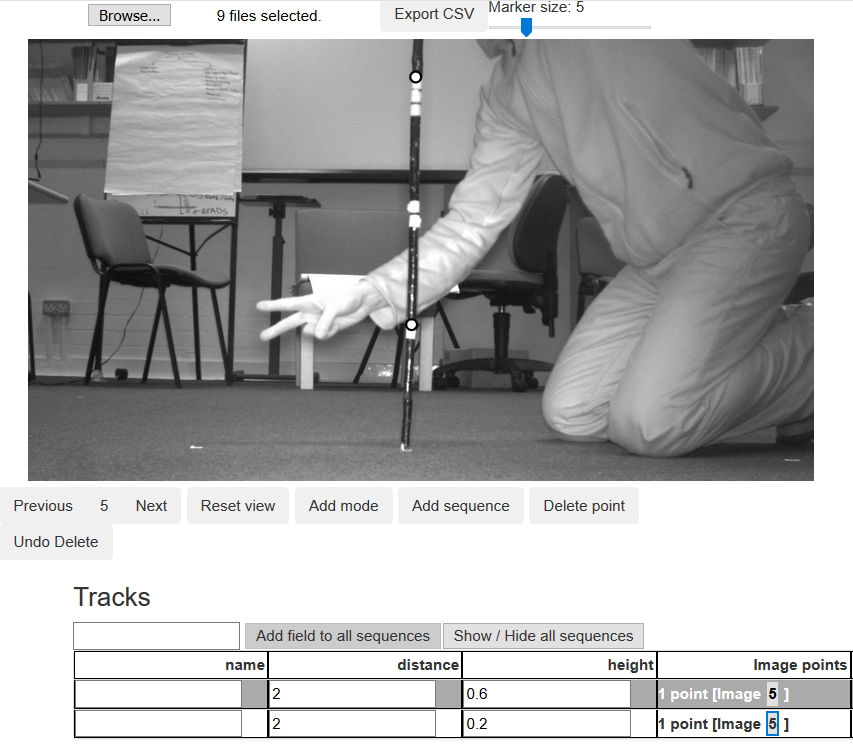 Browse... 9 files selected. Export CSV Marker size: 5
READS
Previous 5 Next Reset view Add mode Add sequence Delete point
Undo Delete
Tracks
Add field to all sequences Show / Hide all sequences
name distance height Image points
2 0.6 1 point [Image 5 ]
2 0.2 1 point [Image 5 ]